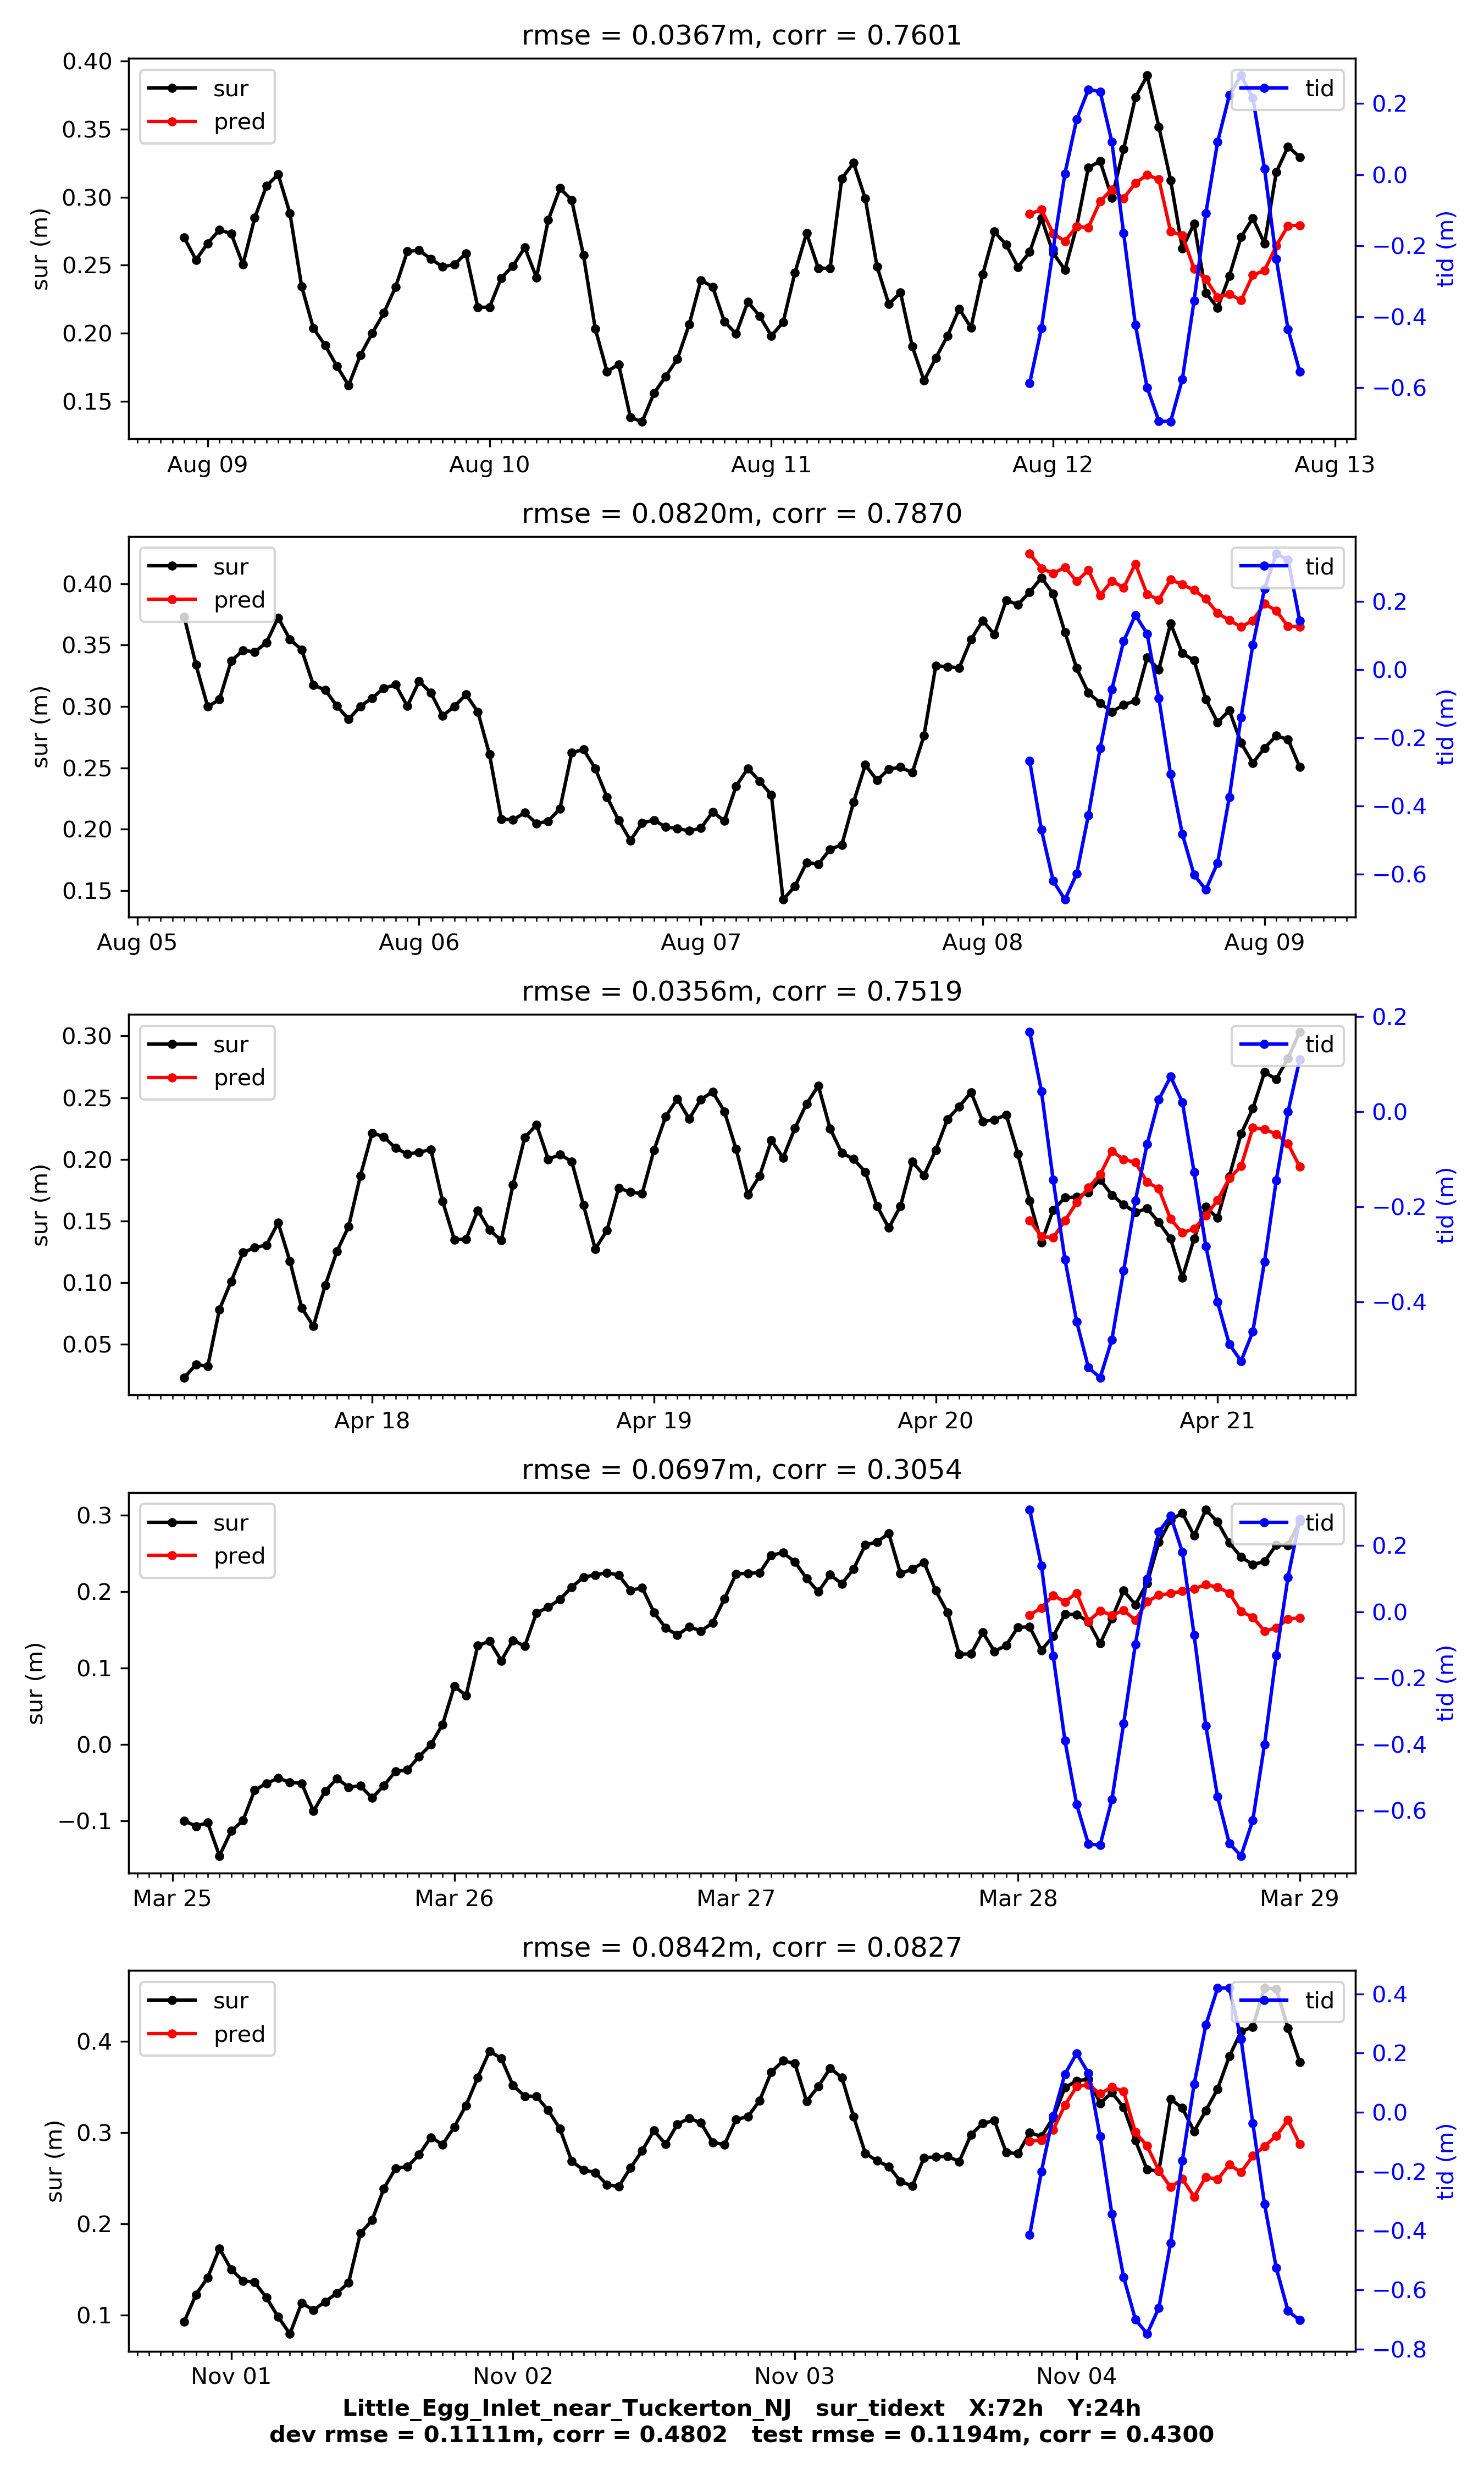 rmse = 0.0367m, corr = 0.7601
sur
pred
tid
0.40
0.35
0.30
0.25
0.20
0.15
sur (m)
0.2
0.0
−0.2
−0.4
−0.6
tid (m)
Aug 09 Aug 10 Aug 11 Aug 12 Aug 13
rmse = 0.0820m, corr = 0.7870
sur
pred
tid
0.40
0.35
0.30
0.25
0.20
0.15
sur (m)
0.2
0.0
−0.2
−0.4
−0.6
tid (m)
Aug 05 Aug 06 Aug 07 Aug 08 Aug 09
rmse = 0.0356m, corr = 0.7519
sur
pred
tid
0.30
0.25
0.20
0.15
0.10
0.05
sur (m)
0.2
0.0
−0.2
−0.4
tid (m)
Apr 18 Apr 19 Apr 20 Apr 21
rmse = 0.0697m, corr = 0.3054
sur
pred
tid
0.3
0.2
0.1
0.0
−0.1
sur (m)
0.2
0.0
−0.2
−0.4
−0.6
tid (m)
Mar 25 Mar 26 Mar 27 Mar 28 Mar 29
rmse = 0.0842m, corr = 0.0827
sur
pred
tid
0.4
0.3
0.2
0.1
sur (m)
0.4
0.2
0.0
−0.2
−0.4
−0.6
−0.8
tid (m)
Nov 01 Nov 02 Nov 03 Nov 04
Little_Egg_Inlet_near_Tuckerton_NJ sur_tidext X:72h Y:24h
dev rmse = 0.1111m, corr = 0.4802 test rmse = 0.1194m, corr = 0.4300